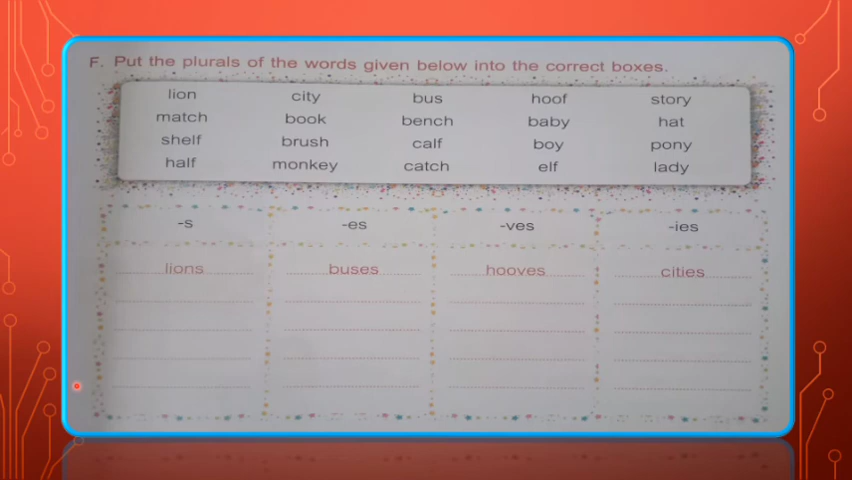 F. Put the plurals of the words given below into the correct boxes.
lion city bus hoof story
match book bench baby hat
shelf brush calf boy pony
half monkey catch elf lady
-s -es -ves -ies
lions buses hooves cities